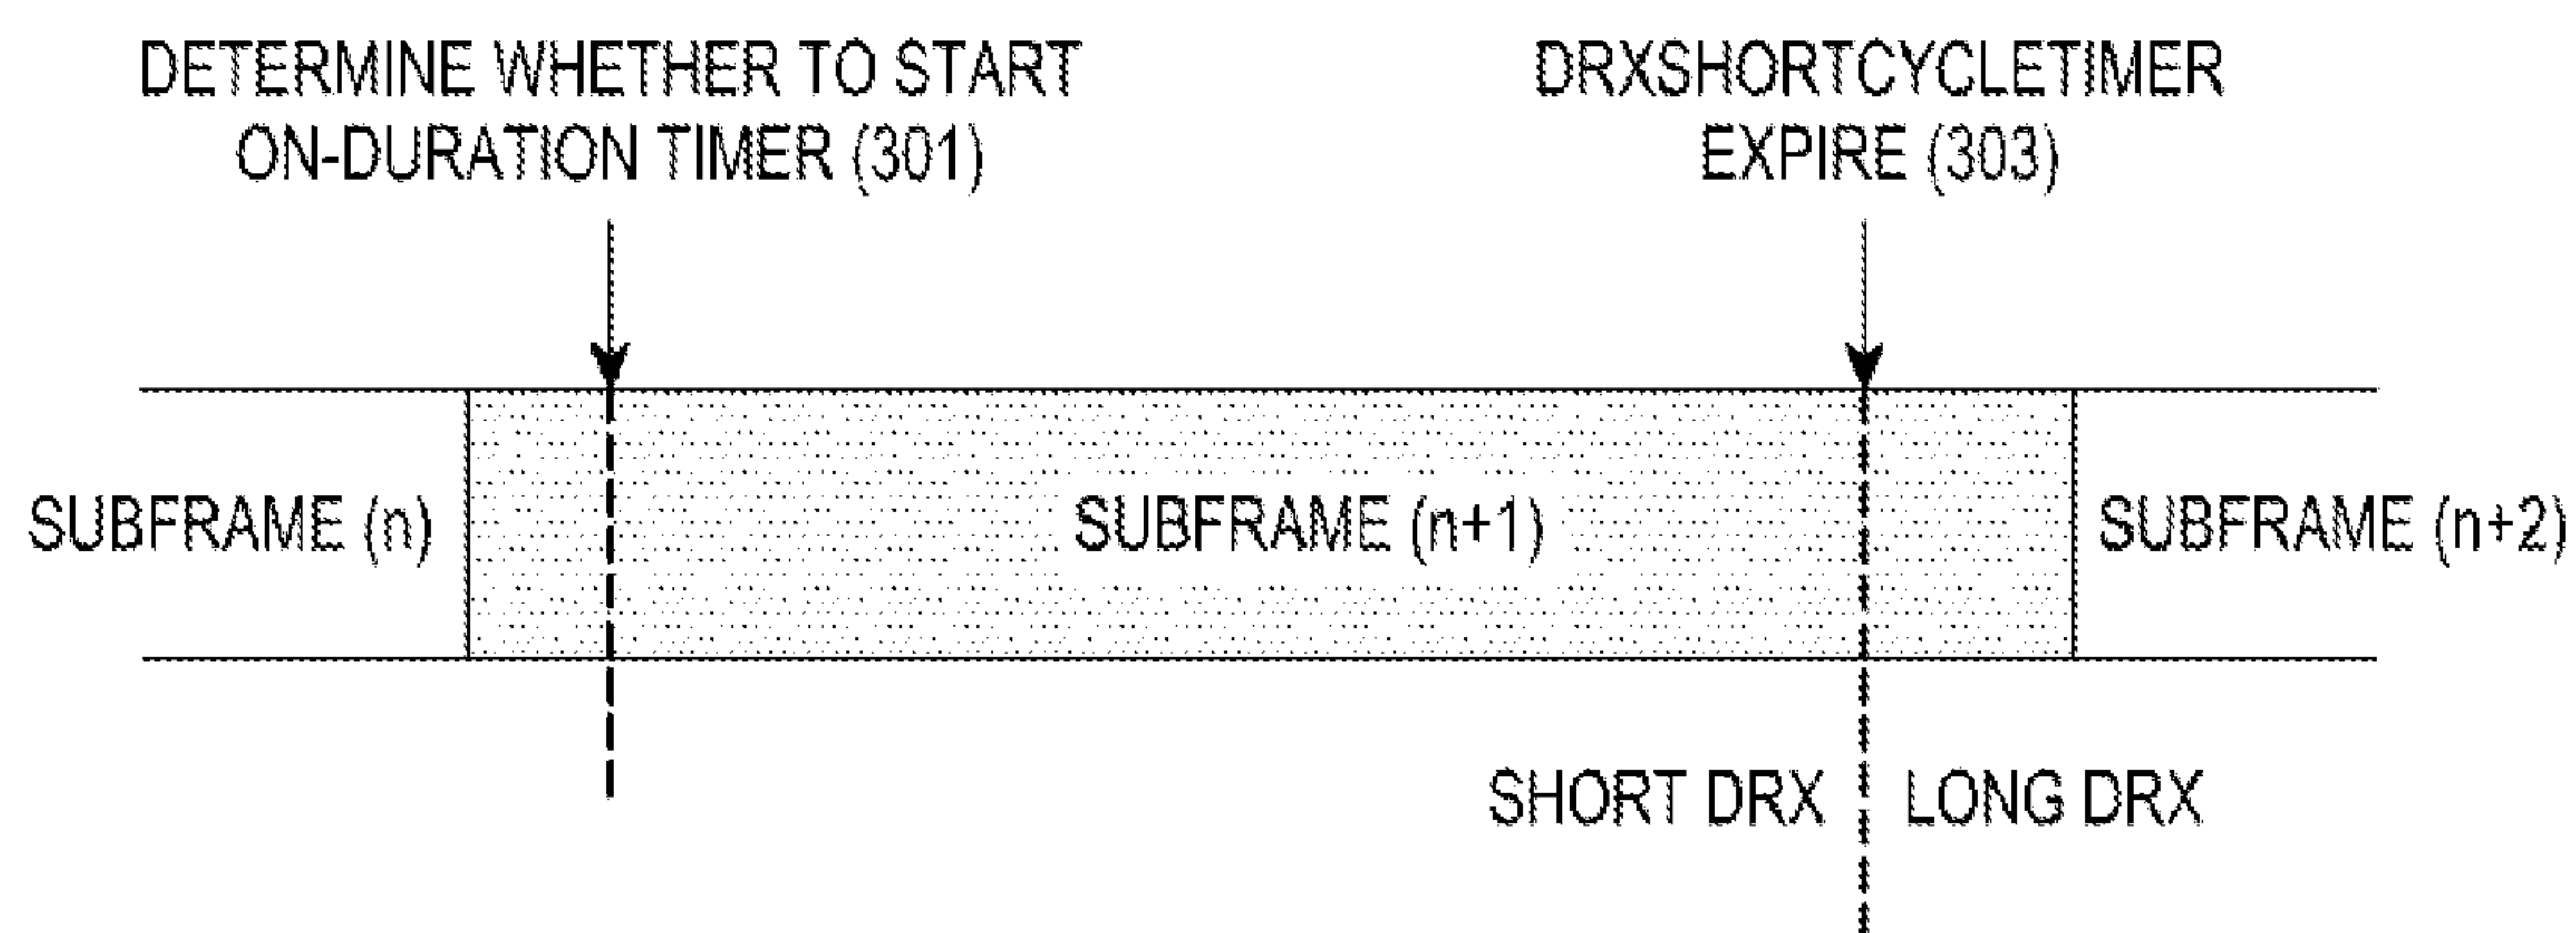 DETERMINE WHETHER TO START
ON-DURATION TIMER (301)
DRXSHORTCYCLETIMER
EXPIRE (303)
SUBFRAME (n)
SUBFRAME (n+1)
SUBFRAME (n+2)
SHORT DRX
LONG DRX